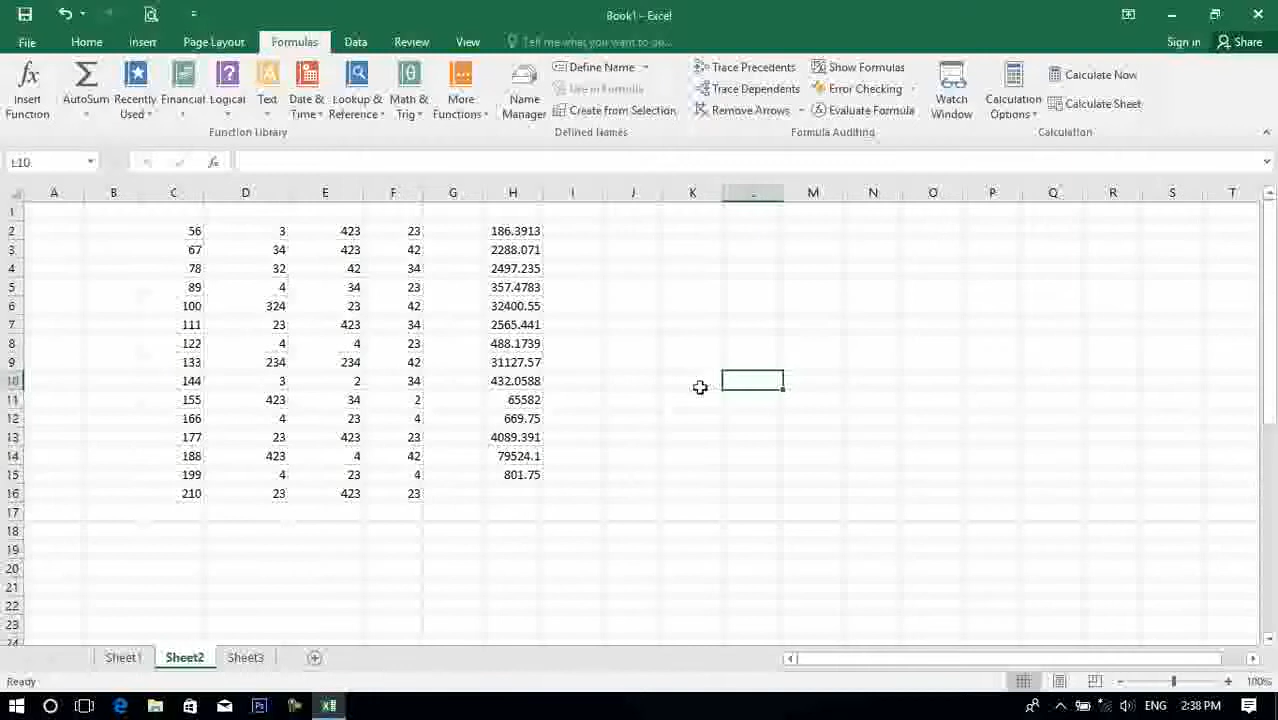 Book1 - Excel
File Home Insert Page Layout Formulas Data Review View Tell me what you want to do... Sign in Share
Insert Function
AutoSum
Recently Used
Financial
Logical
Text
Date & Time
Lookup & Reference
Math & Trig
More Functions
Function Library
Name Manager
Define Name
Use in Formula
Create from Selection
Defined Names
Trace Precedents
Trace Dependents
Remove Arrows
Show Formulas
Error Checking
Evaluate Formula
Formula Auditing
Watch Window
Calculation Options
Calculate Now
Calculate Sheet
Calculation
L10 fx
A B C D E F G H I J K L M N O P Q R S T
1
2 56 3 423 23 186.3913
3 67 34 423 42 2288.071
4 78 32 42 34 2497.235
5 89 4 34 23 357.4783
6 100 324 23 42 32400.55
7 111 23 423 34 2565.441
8 122 4 4 23 488.1739
9 133 234 234 42 31127.57
10 144 3 2 34 432.0588
11 155 423 34 2 65582
12 166 4 23 4 669.75
13 177 23 423 23 4089.391
14 188 423 4 42 79524.1
15 199 4 23 4 801.75
16 210 23 423 23
17
18
19
20
21
22
23
24
Sheet1 Sheet2 Sheet3
Ready 100%
ENG 2:38 PM